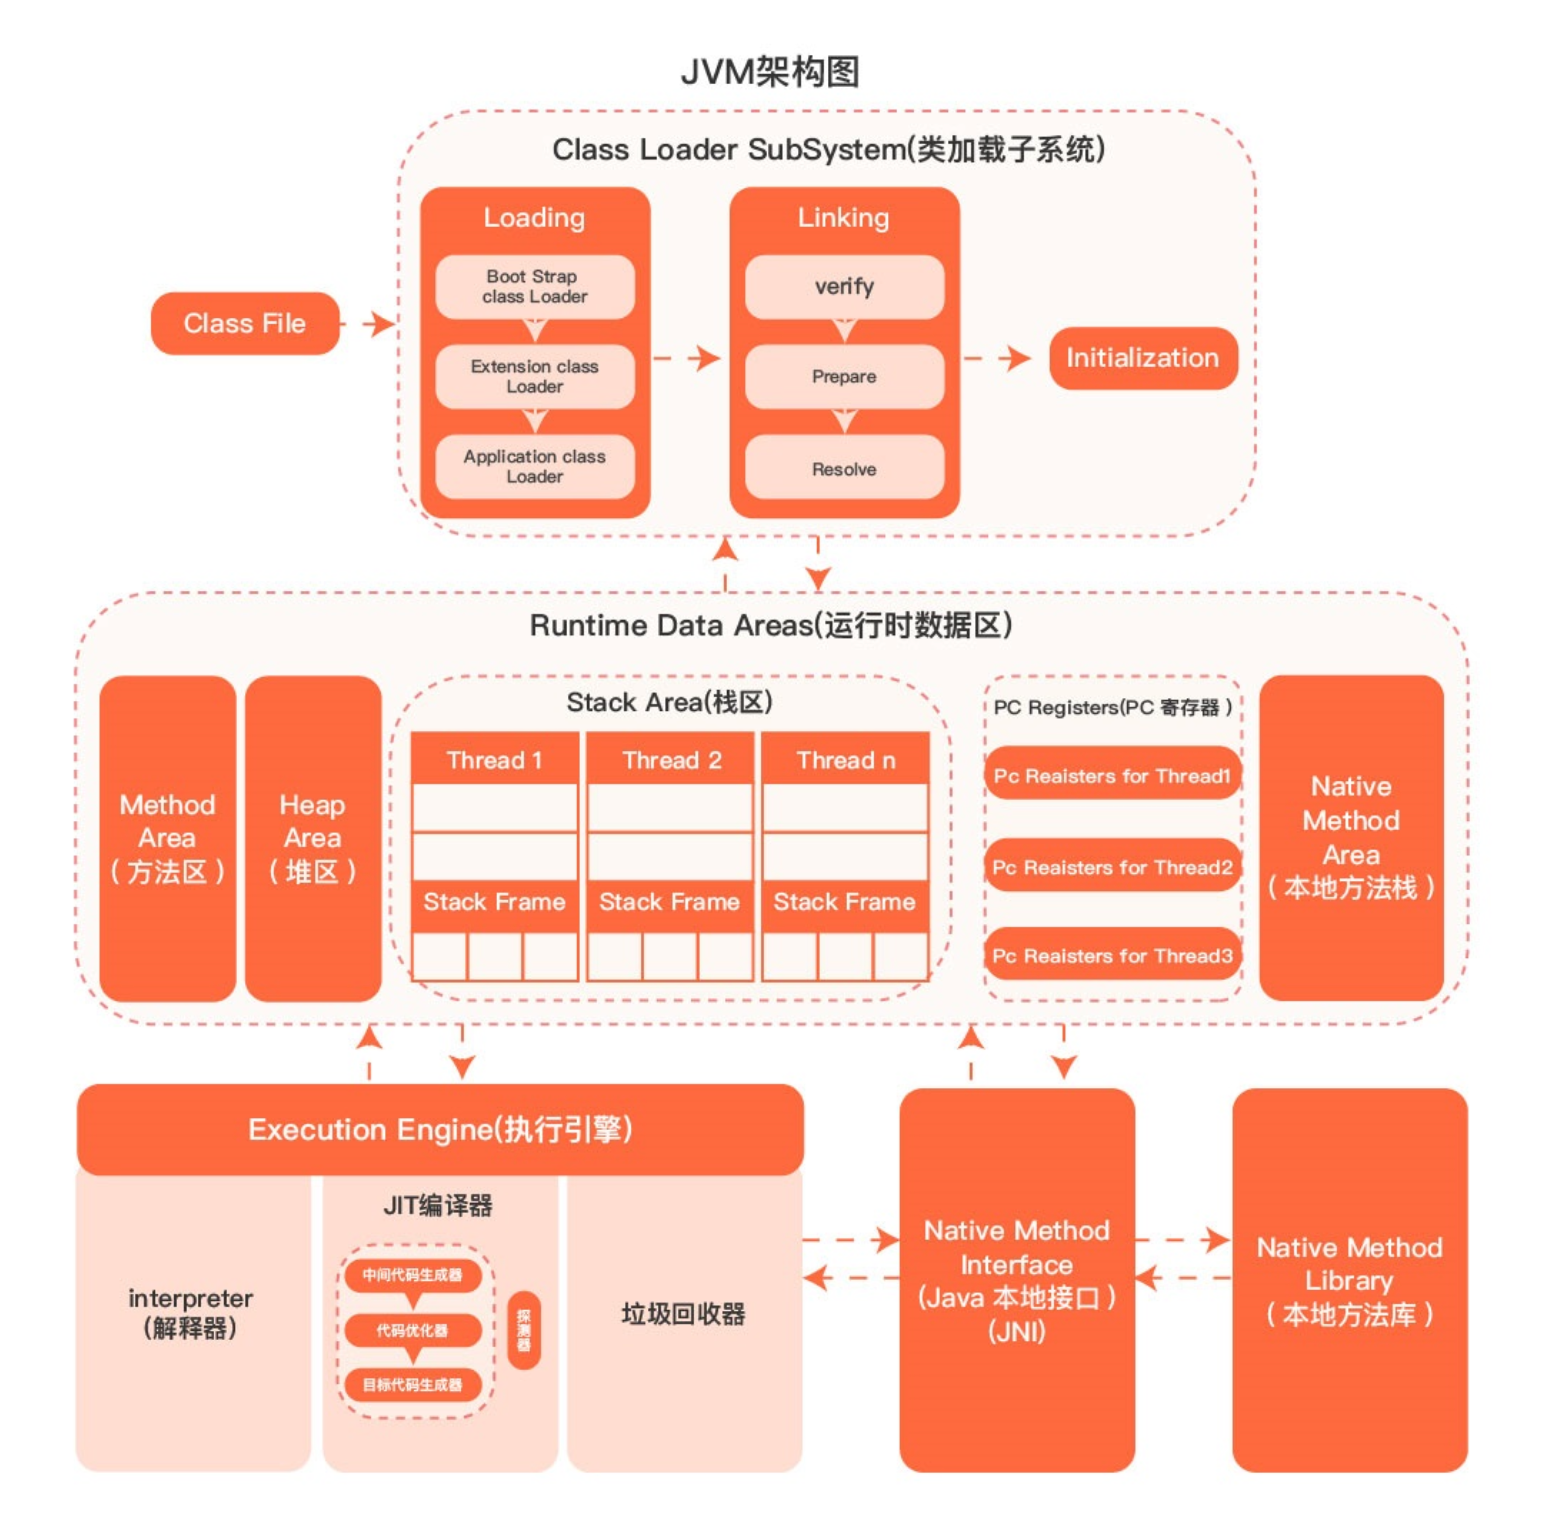 JVM架构图
Class Loader SubSystem(类加载子系统)
Loading
Boot Strap
class Loader
Extension class
Loader
Application class
Loader
Linking
verify
Prepare
Resolve
Class File
Initialization
Runtime Data Areas(运行时数据区)
Method
Area
(方法区)
Heap
Area
(堆区)
Stack Area(栈区)
Thread 1
Thread 2
Thread n
Stack Frame
Stack Frame
Stack Frame
PC Registers(PC 寄存器)
Pc Reaisters for Thread1
Pc Reaisters for Thread2
Pc Reaisters for Thread3
Native
Method
Area
(本地方法栈)
Execution Engine(执行引擎)
interpreter
(解释器)
JIT编译器
中间代码生成器
代码优化器
目标代码生成器
探测器
垃圾回收器
Native Method
Interface
(Java 本地接口)
(JNI)
Native Method
Library
(本地方法库)